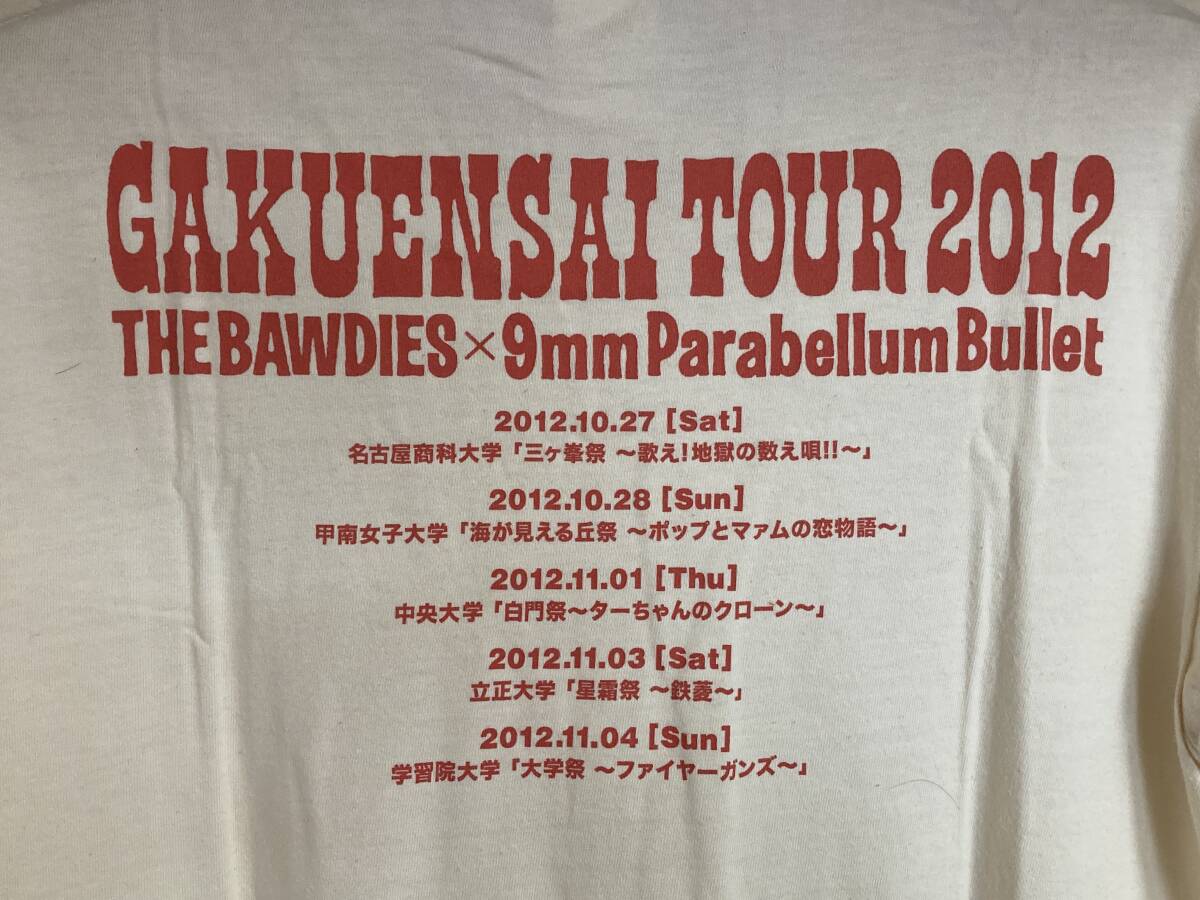 GAKUENSAI TOUR 2012
THE BAWDIES×9mm Parabellum Bullet
2012.10.27 [Sat]
名古屋商科大学「三ヶ峯祭 〜歌え!地獄の数え唄!!〜」
2012.10.28 [Sun]
甲南女子大学「海が見える丘祭 〜ポップとマァムの恋物語〜」
2012.11.01 [Thu]
中央大学「白門祭〜ターちゃんのクローン〜」
2012.11.03 [Sat]
立正大学「星霜祭 〜鉄菱〜」
2012.11.04 [Sun]
学習院大学「大学祭 〜ファイヤーガンズ〜」